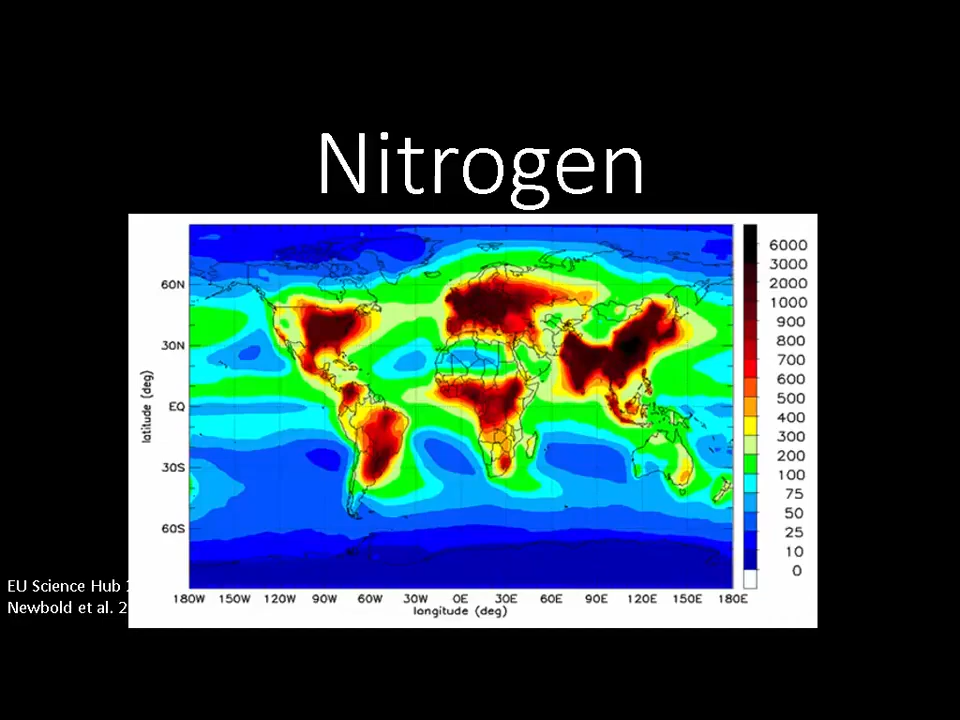 Nitrogen
6000
3000
2000
1000
900
800
700
600
500
400
300
200
100
75
50
25
10
0
60N
30N
EQ
30S
60S
latitude (deg)
180W 150W 120W 90W 60W 30W 0E 30E 60E 90E 120E 150E 180E
longitude (deg)
EU Science Hub
Newbold et al.